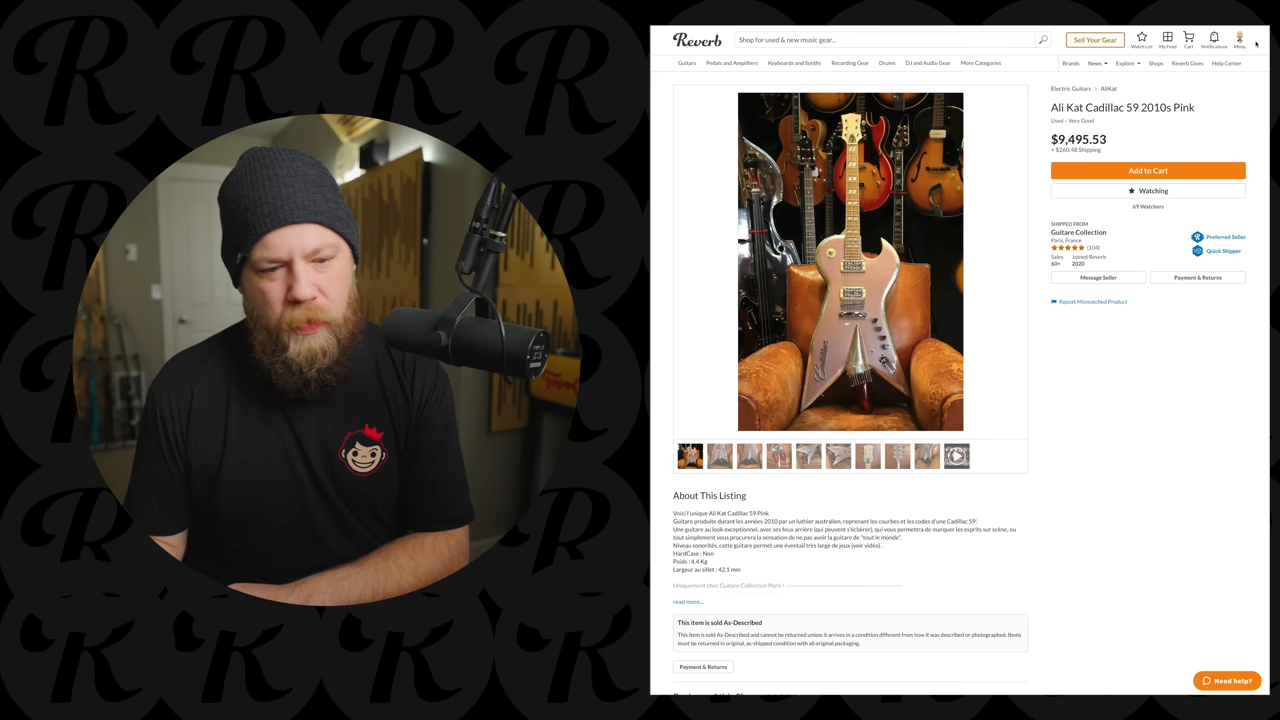 Reverb
Shop for used & new music gear...
Sell Your Gear
Watch List
My Feed
Cart
Notifications
Menu
Guitars
Pedals and Amplifiers
Keyboards and Synths
Recording Gear
Drums
DJ and Audio Gear
More Categories
Brands
News
Explore
Shops
Reverb Gives
Help Center
Electric Guitars › AliKat
Ali Kat Cadillac 59 2010s Pink
Used – Very Good
$9,495.53
+ $260.48 Shipping
Add to Cart
Watching
69 Watchers
SHIPPED FROM
Guitare Collection
Paris, France
(104)
Sales
60+
Joined Reverb
2020
Preferred Seller
Quick Shipper
Message Seller
Payment & Returns
Report Mismatched Product
About This Listing
Voici l'unique Ali Kat Cadillac 59 Pink.
Guitare produite durant les années 2010 par un luthier australien, reprenant les courbes et les codes d'une Cadillac 59'.
Une guitare au look exceptionnel, avec ses feux arrière (qui peuvent s'éclairer), qui vous permettra de marquer les esprits sur scène, ou
tout simplement vous procurera la sensation de ne pas avoir la guitare de "tout le monde".
Niveau sonorités, cette guitare permet une éventail très large de jeux (voir vidéo) .
HardCase : Non
Poids : 4.4 Kg
Largeur au sillet : 42.1 mm
Uniquement chez Guitare Collection Paris !
read more...
This item is sold As-Described
This item is sold As-Described and cannot be returned unless it arrives in a condition different from how it was described or photographed. Items
must be returned in original, as-shipped condition with all original packaging.
Payment & Returns
Need help?